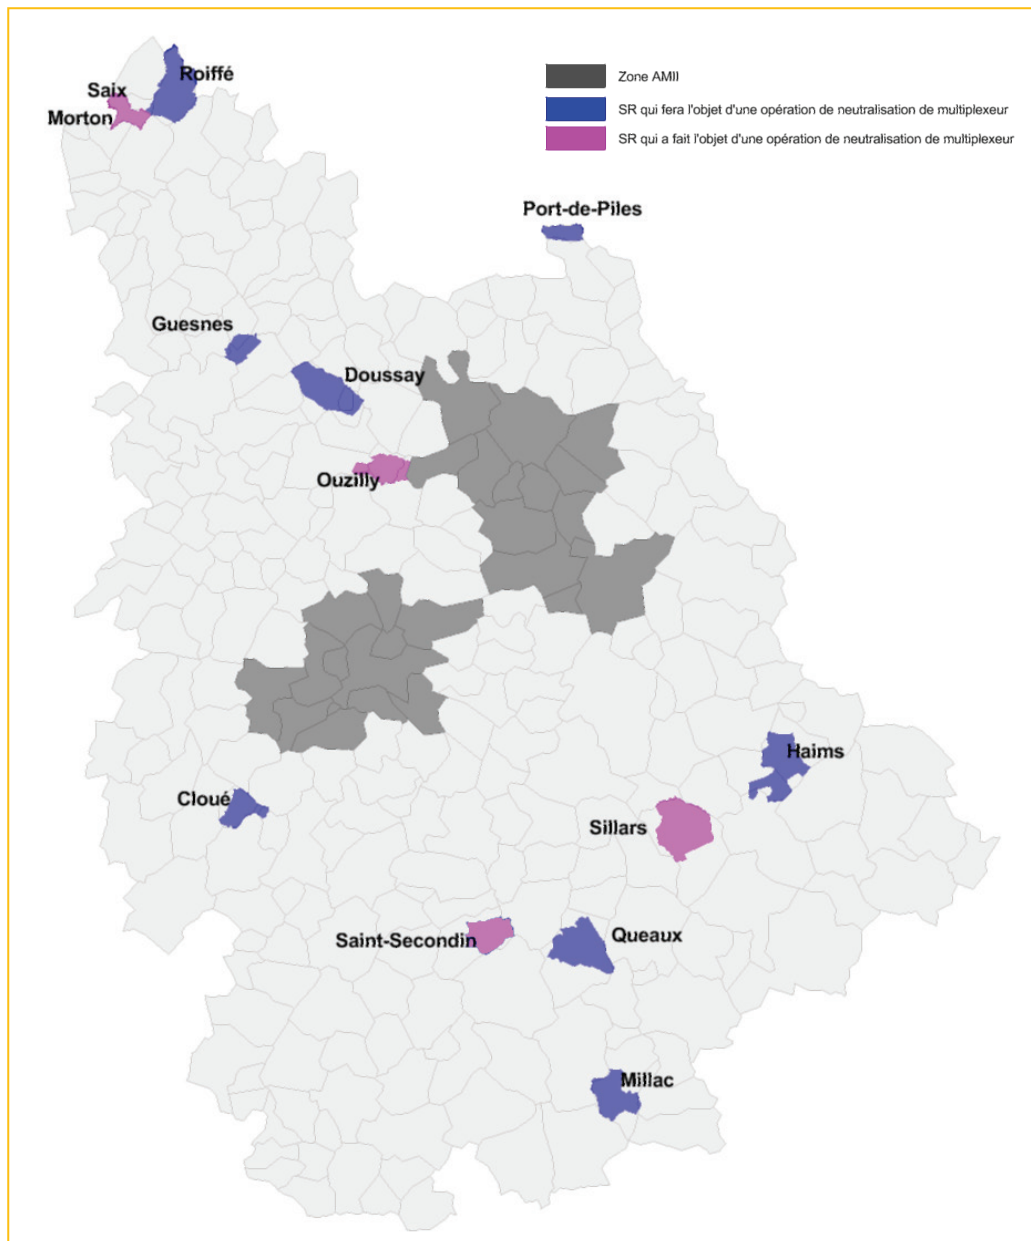 Roiffé
Saix
Morton
Zone AMII
SR qui fera l'objet d'une opération de neutralisation de multiplexeur
SR qui a fait l'objet d'une opération de neutralisation de multiplexeur
Port-de-Piles
Guesnes
Doussay
Ouzilly
Haims
Cloué
Sillars
Saint-Secondin
Queaux
Millac